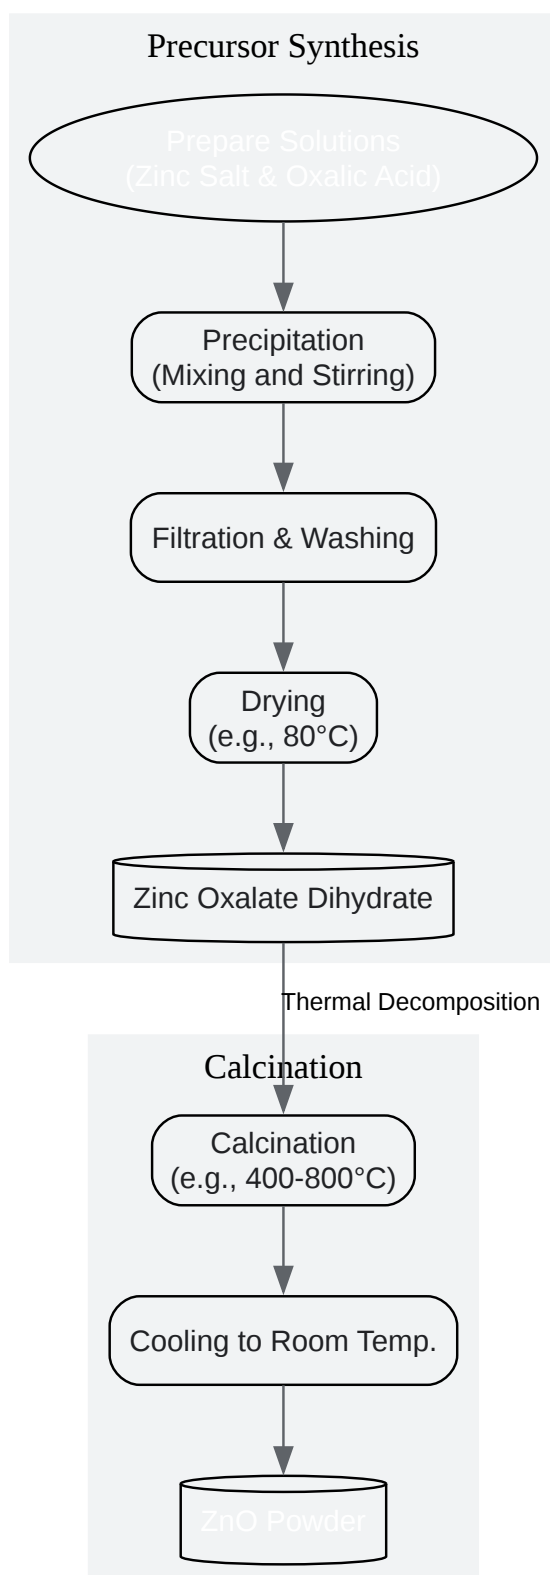 Precursor Synthesis
Prepare Solutions
(Zinc Salt & Oxalic Acid)
Precipitation
(Mixing and Stirring)
Filtration & Washing
Drying
(e.g., 80°C)
Zinc Oxalate Dihydrate
Thermal Decomposition
Calcination
Calcination
(e.g., 400-800°C)
Cooling to Room Temp.
ZnO Powder